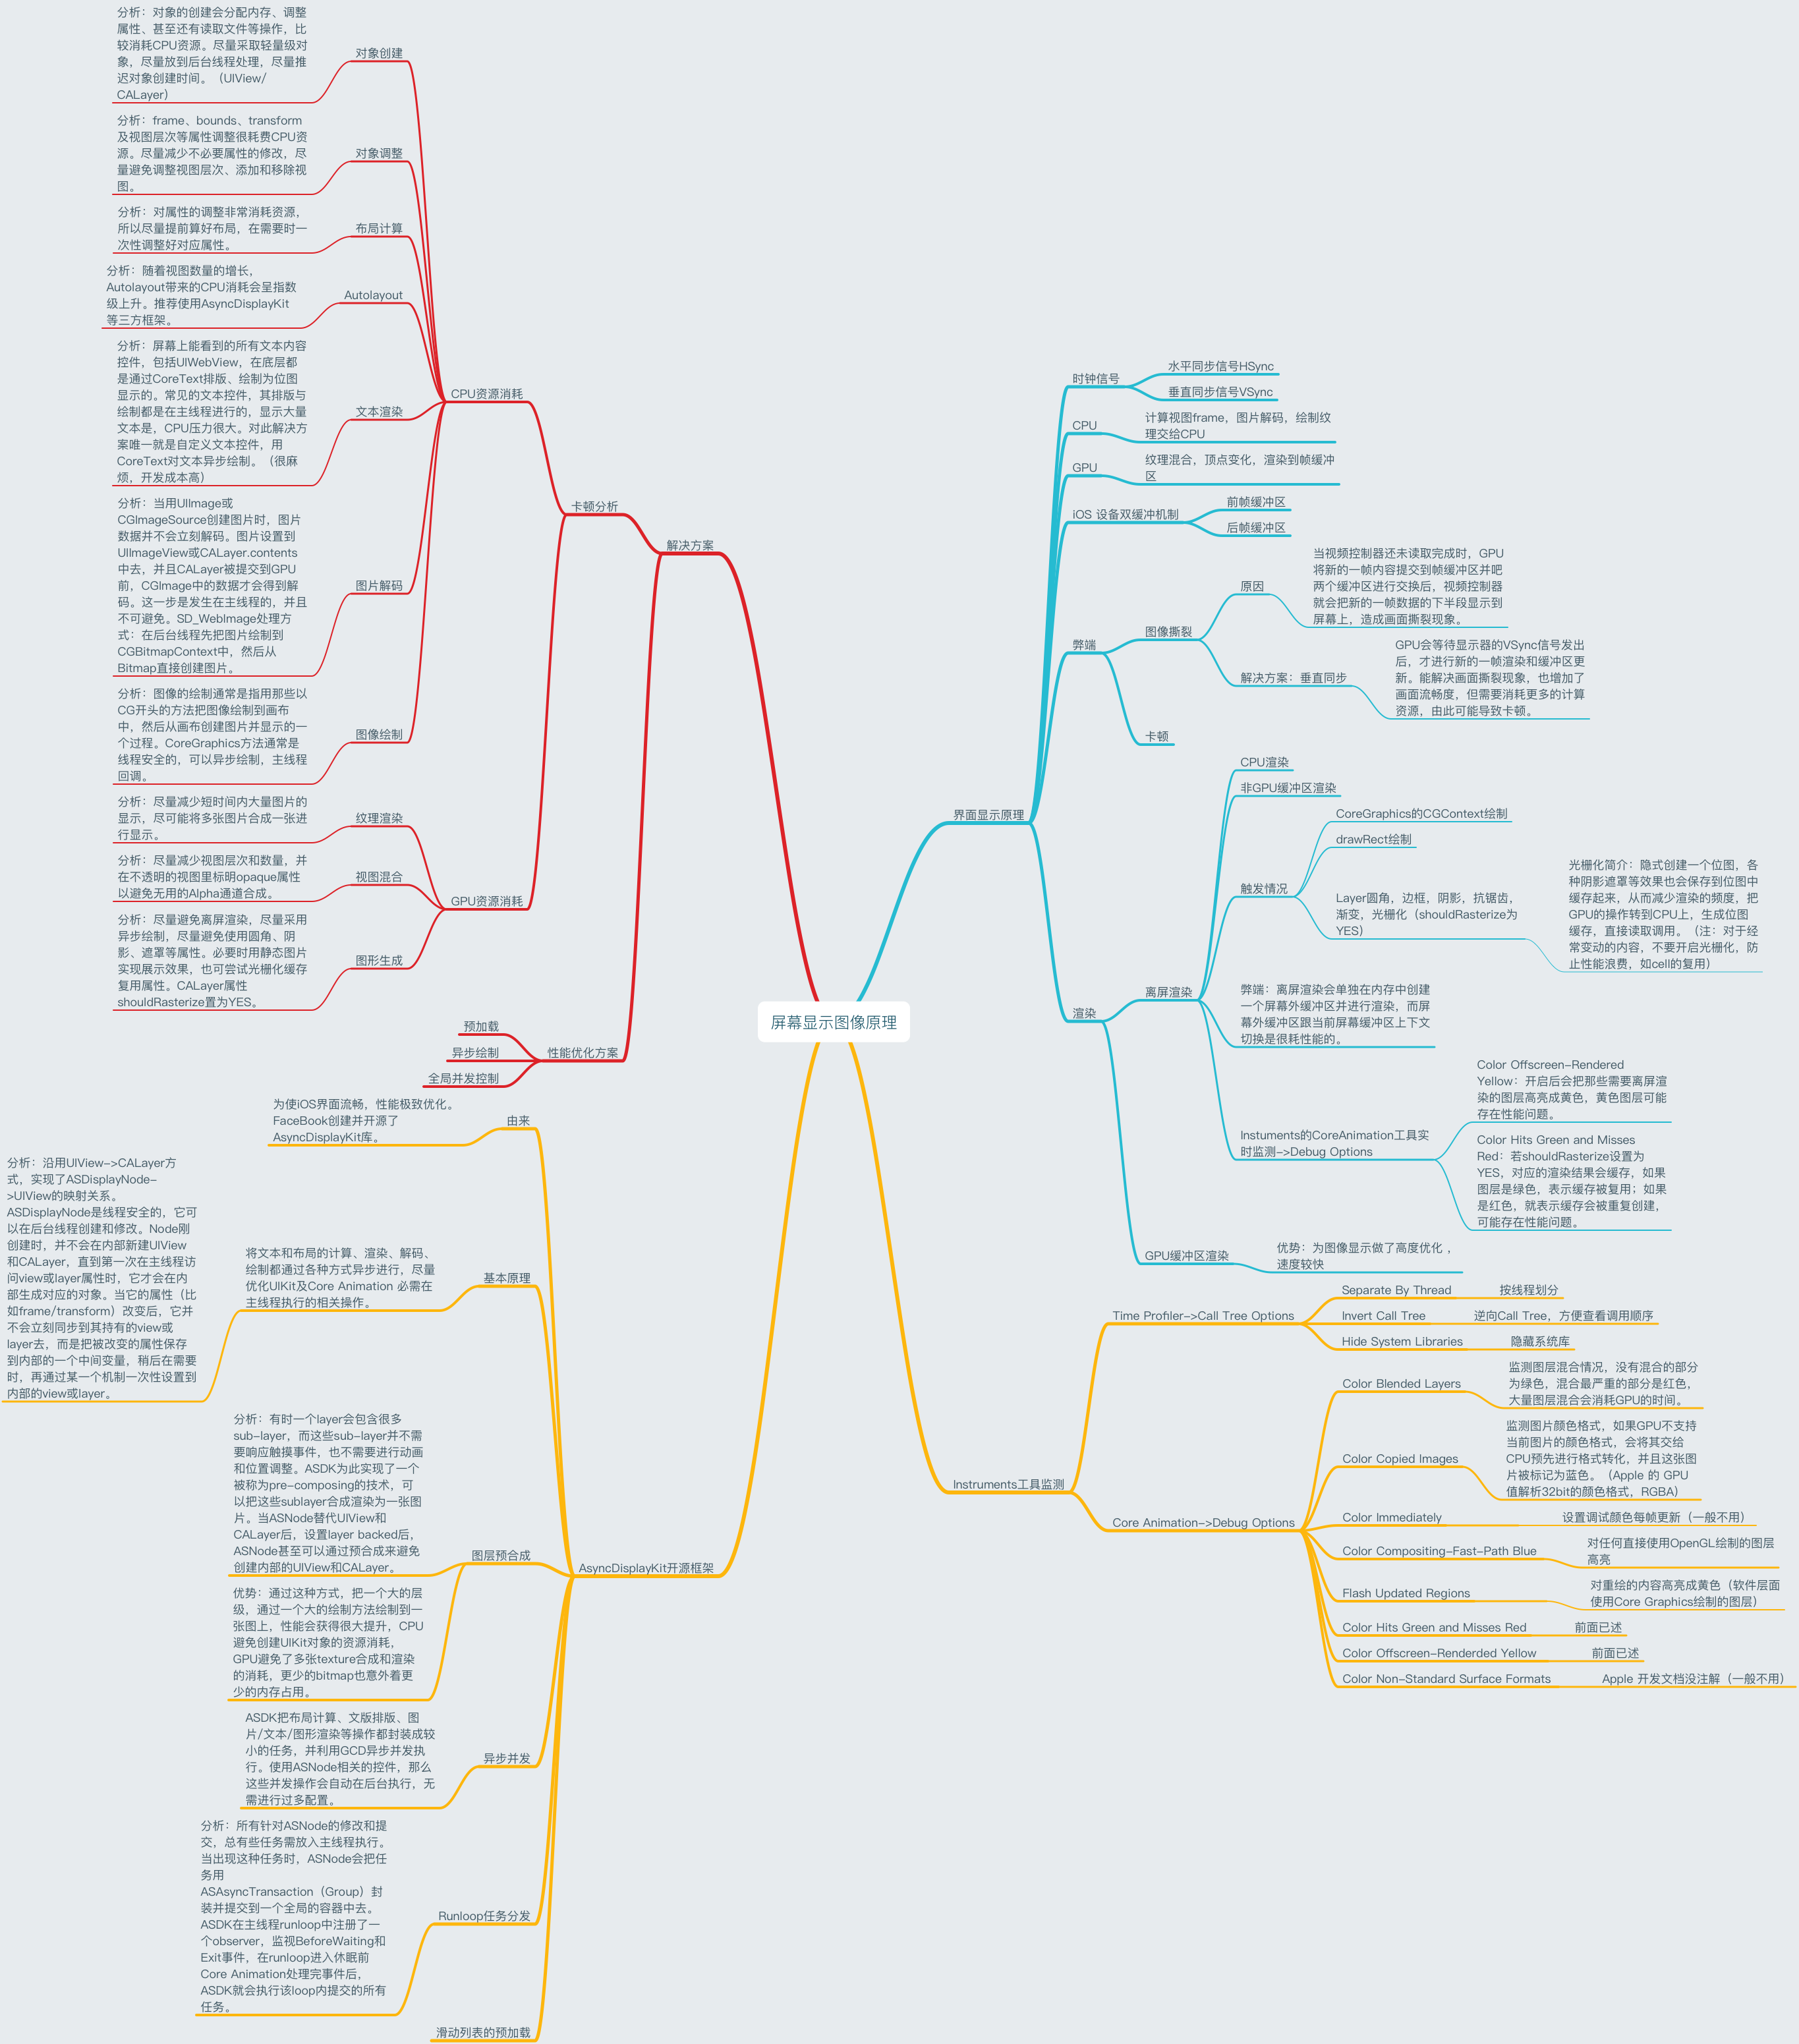 屏幕显示图像原理
界面显示原理
时钟信号
水平同步信号HSync
垂直同步信号VSync
CPU
计算视图frame，图片解码，绘制纹
理交给CPU
GPU
纹理混合，顶点变化，渲染到帧缓冲
区
iOS 设备双缓冲机制
前帧缓冲区
后帧缓冲区
弊端
图像撕裂
原因
当视频控制器还未读取完成时，GPU
将新的一帧内容提交到帧缓冲区并吧
两个缓冲区进行交换后，视频控制器
就会把新的一帧数据的下半段显示到
屏幕上，造成画面撕裂现象。
解决方案：垂直同步
GPU会等待显示器的VSync信号发出
后，才进行新的一帧渲染和缓冲区更
新。能解决画面撕裂现象，也增加了
画面流畅度，但需要消耗更多的计算
资源，由此可能导致卡顿。
卡顿
渲染
离屏渲染
CPU渲染
非GPU缓冲区渲染
触发情况
CoreGraphics的CGContext绘制
drawRect绘制
Layer圆角，边框，阴影，抗锯齿，
渐变，光栅化（shouldRasterize为
YES）
光栅化简介：隐式创建一个位图，各
种阴影遮罩等效果也会保存到位图中
缓存起来，从而减少渲染的频度，把
GPU的操作转到CPU上，生成位图
缓存，直接读取调用。（注：对于经
常变动的内容，不要开启光栅化，防
止性能浪费，如cell的复用）
弊端：离屏渲染会单独在内存中创建
一个屏幕外缓冲区并进行渲染，而屏
幕外缓冲区跟当前屏幕缓冲区上下文
切换是很耗性能的。
Instuments的CoreAnimation工具实
时监测->Debug Options
Color Offscreen-Rendered
Yellow：开启后会把那些需要离屏渲
染的图层高亮成黄色，黄色图层可能
存在性能问题。
Color Hits Green and Misses
Red：若shouldRasterize设置为
YES，对应的渲染结果会缓存，如果
图层是绿色，表示缓存被复用；如果
是红色，就表示缓存会被重复创建，
可能存在性能问题。
GPU缓冲区渲染
优势：为图像显示做了高度优化，
速度较快
Instruments工具监测
Time Profiler->Call Tree Options
Separate By Thread
按线程划分
Invert Call Tree
逆向Call Tree，方便查看调用顺序
Hide System Libraries
隐藏系统库
Core Animation->Debug Options
Color Blended Layers
监测图层混合情况，没有混合的部分
为绿色，混合最严重的部分是红色，
大量图层混合会消耗GPU的时间。
Color Copied Images
监测图片颜色格式，如果GPU不支持
当前图片的颜色格式，会将其交给
CPU预先进行格式转化，并且这张图
片被标记为蓝色。（Apple 的 GPU
值解析32bit的颜色格式，RGBA）
Color Immediately
设置调试颜色每帧更新（一般不用）
Color Compositing-Fast-Path Blue
对任何直接使用OpenGL绘制的图层
高亮
Flash Updated Regions
对重绘的内容高亮成黄色（软件层面
使用Core Graphics绘制的图层）
Color Hits Green and Misses Red
前面已述
Color Offscreen-Renderded Yellow
前面已述
Color Non-Standard Surface Formats
Apple 开发文档没注解（一般不用）
解决方案
卡顿分析
CPU资源消耗
对象创建
分析：对象的创建会分配内存、调整
属性、甚至还有读取文件等操作，比
较消耗CPU资源。尽量采取轻量级对
象，尽量放到后台线程处理，尽量推
迟对象创建时间。（UIView/
CALayer）
对象调整
分析：frame、bounds、transform
及视图层次等属性调整很耗费CPU资
源。尽量减少不必要属性的修改，尽
量避免调整视图层次、添加和移除视
图。
布局计算
分析：对属性的调整非常消耗资源，
所以尽量提前算好布局，在需要时一
次性调整好对应属性。
Autolayout
分析：随着视图数量的增长，
Autolayout带来的CPU消耗会呈指数
级上升。推荐使用AsyncDisplayKit
等三方框架。
文本渲染
分析：屏幕上能看到的所有文本内容
控件，包括UIWebView，在底层都
是通过CoreText排版、绘制为位图
显示的。常见的文本控件，其排版与
绘制都是在主线程进行的，显示大量
文本是，CPU压力很大。对此解决方
案唯一就是自定义文本控件，用
CoreText对文本异步绘制。（很麻
烦，开发成本高）
图片解码
分析：当用UIImage或
CGImageSource创建图片时，图片
数据并不会立刻解码。图片设置到
UIImageView或CALayer.contents
中去，并且CALayer被提交到GPU
前，CGImage中的数据才会得到解
码。这一步是发生在主线程的，并且
不可避免。SD_WebImage处理方
式：在后台线程先把图片绘制到
CGBitmapContext中，然后从
Bitmap直接创建图片。
图像绘制
分析：图像的绘制通常是指用那些以
CG开头的方法把图像绘制到画布
中，然后从画布创建图片并显示的一
个过程。CoreGraphics方法通常是
线程安全的，可以异步绘制，主线程
回调。
GPU资源消耗
纹理渲染
分析：尽量减少短时间内大量图片的
显示，尽可能将多张图片合成一张进
行显示。
视图混合
分析：尽量减少视图层次和数量，并
在不透明的视图里标明opaque属性
以避免无用的Alpha通道合成。
图形生成
分析：尽量避免离屏渲染，尽量采用
异步绘制，尽量避免使用圆角、阴
影、遮罩等属性。必要时用静态图片
实现展示效果，也可尝试光栅化缓存
复用属性。CALayer属性
shouldRasterize置为YES。
性能优化方案
预加载
异步绘制
全局并发控制
AsyncDisplayKit开源框架
由来
为使iOS界面流畅，性能极致优化。
FaceBook创建并开源了
AsyncDisplayKit库。
基本原理
将文本和布局的计算、渲染、解码、
绘制都通过各种方式异步进行，尽量
优化UIKit及Core Animation 必需在
主线程执行的相关操作。
分析：沿用UIView->CALayer方
式，实现了ASDisplayNode-
>UIView的映射关系。
ASDisplayNode是线程安全的，它可
以在后台线程创建和修改。Node刚
创建时，并不会在内部新建UIView
和CALayer，直到第一次在主线程访
问view或layer属性时，它才会在内
部生成对应的对象。当它的属性（比
如frame/transform）改变后，它并
不会立刻同步到其持有的view或
layer去，而是把被改变的属性保存
到内部的一个中间变量，稍后在需要
时，再通过某一个机制一次性设置到
内部的view或layer。
图层预合成
分析：有时一个layer会包含很多
sub-layer，而这些sub-layer并不需
要响应触摸事件，也不需要进行动画
和位置调整。ASDK为此实现了一个
被称为pre-composing的技术，可
以把这些sublayer合成渲染为一张图
片。当ASNode替代UIView和
CALayer后，设置layer backed后，
ASNode甚至可以通过预合成来避免
创建内部的UIView和CALayer。
优势：通过这种方式，把一个大的层
级，通过一个大的绘制方法绘制到一
张图上，性能会获得很大提升，CPU
避免创建UIKit对象的资源消耗，
GPU避免了多张texture合成和渲染
的消耗，更少的bitmap也意外着更
少的内存占用。
异步并发
ASDK把布局计算、文版排版、图
片/文本/图形渲染等操作都封装成较
小的任务，并利用GCD异步并发执
行。使用ASNode相关的控件，那么
这些并发操作会自动在后台执行，无
需进行过多配置。
Runloop任务分发
分析：所有针对ASNode的修改和提
交，总有些任务需放入主线程执行。
当出现这种任务时，ASNode会把任
务用
ASAsyncTransaction（Group）封
装并提交到一个全局的容器中去。
ASDK在主线程runloop中注册了一
个observer，监视BeforeWaiting和
Exit事件，在runloop进入休眠前
Core Animation处理完事件后，
ASDK就会执行该loop内提交的所有
任务。
滑动列表的预加载